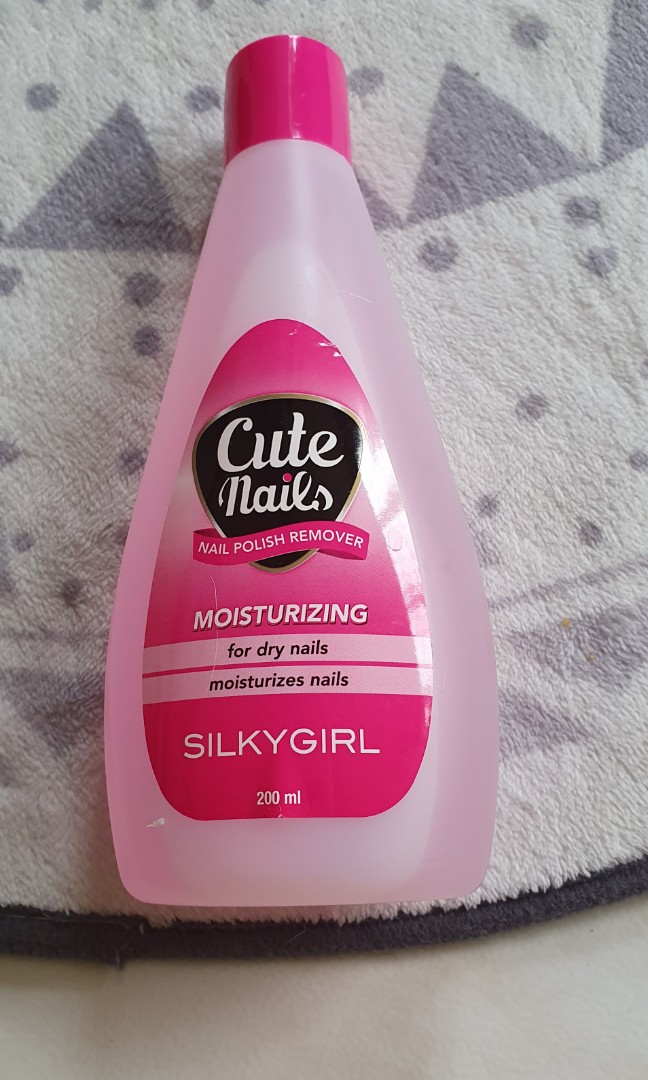 Cute
Nails
NAIL POLISH REMOVER
MOISTURIZING
for dry nails
moisturizes nails
SILKYGIRL
200 ml